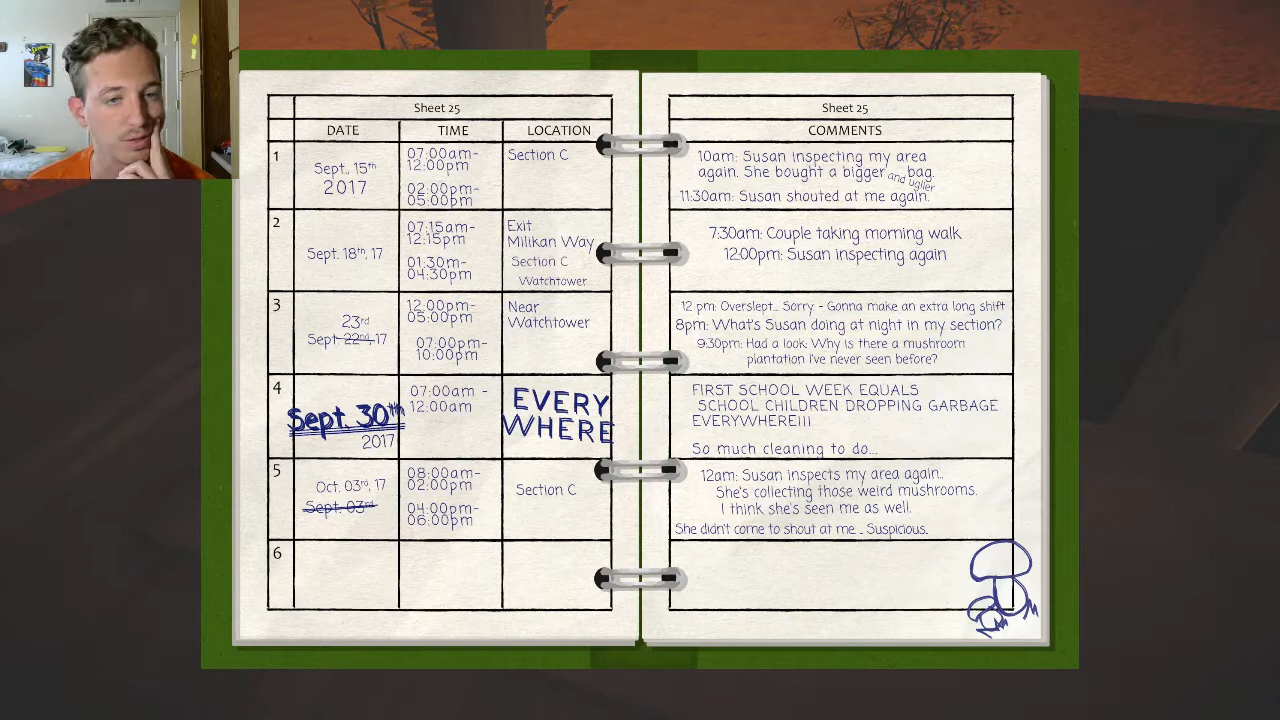 Sheet 25
DATE TIME LOCATION
1
Sept., 15th
2017
07:00am-
12:00pm
02:00pm-
05:00pm
Section C
2
Sept. 18th, 17
07:15am-
12:15pm
01:30m-
04:30pm
Exit
Milikan Way
Section C
Watchtower
3
23rd
Sept. 22nd, 17
12:00pm-
05:00pm
07:00pm-
10:00pm
Near
Watchtower
4
Sept. 30th
2017
07:00am -
12:00am
EVERY
WHERE
5
Oct. 03rd, 17
Sept. 03rd
08:00am-
02:00pm
04:00pm-
06:00pm
Section C
6
Sheet 25
COMMENTS
10am: Susan inspecting my area
again. She bought a bigger and uglier bag.
11:30am: Susan shouted at me again.
7:30am: Couple taking morning walk
12:00pm: Susan inspecting again
12 pm: Overslept... Sorry. - Gonna make an extra long shift
8pm: What's Susan doing at night in my section?
9:30pm: Had a look. Why is there a mushroom
plantation I've never seen before?
FIRST SCHOOL WEEK EQUALS
SCHOOL CHILDREN DROPPING GARBAGE
EVERYWHERE!!!
So much cleaning to do...
12am: Susan inspects my area again..
She's collecting those weird mushrooms.
I think she's seen me as well.
She didn't come to shout at me... Suspicious.